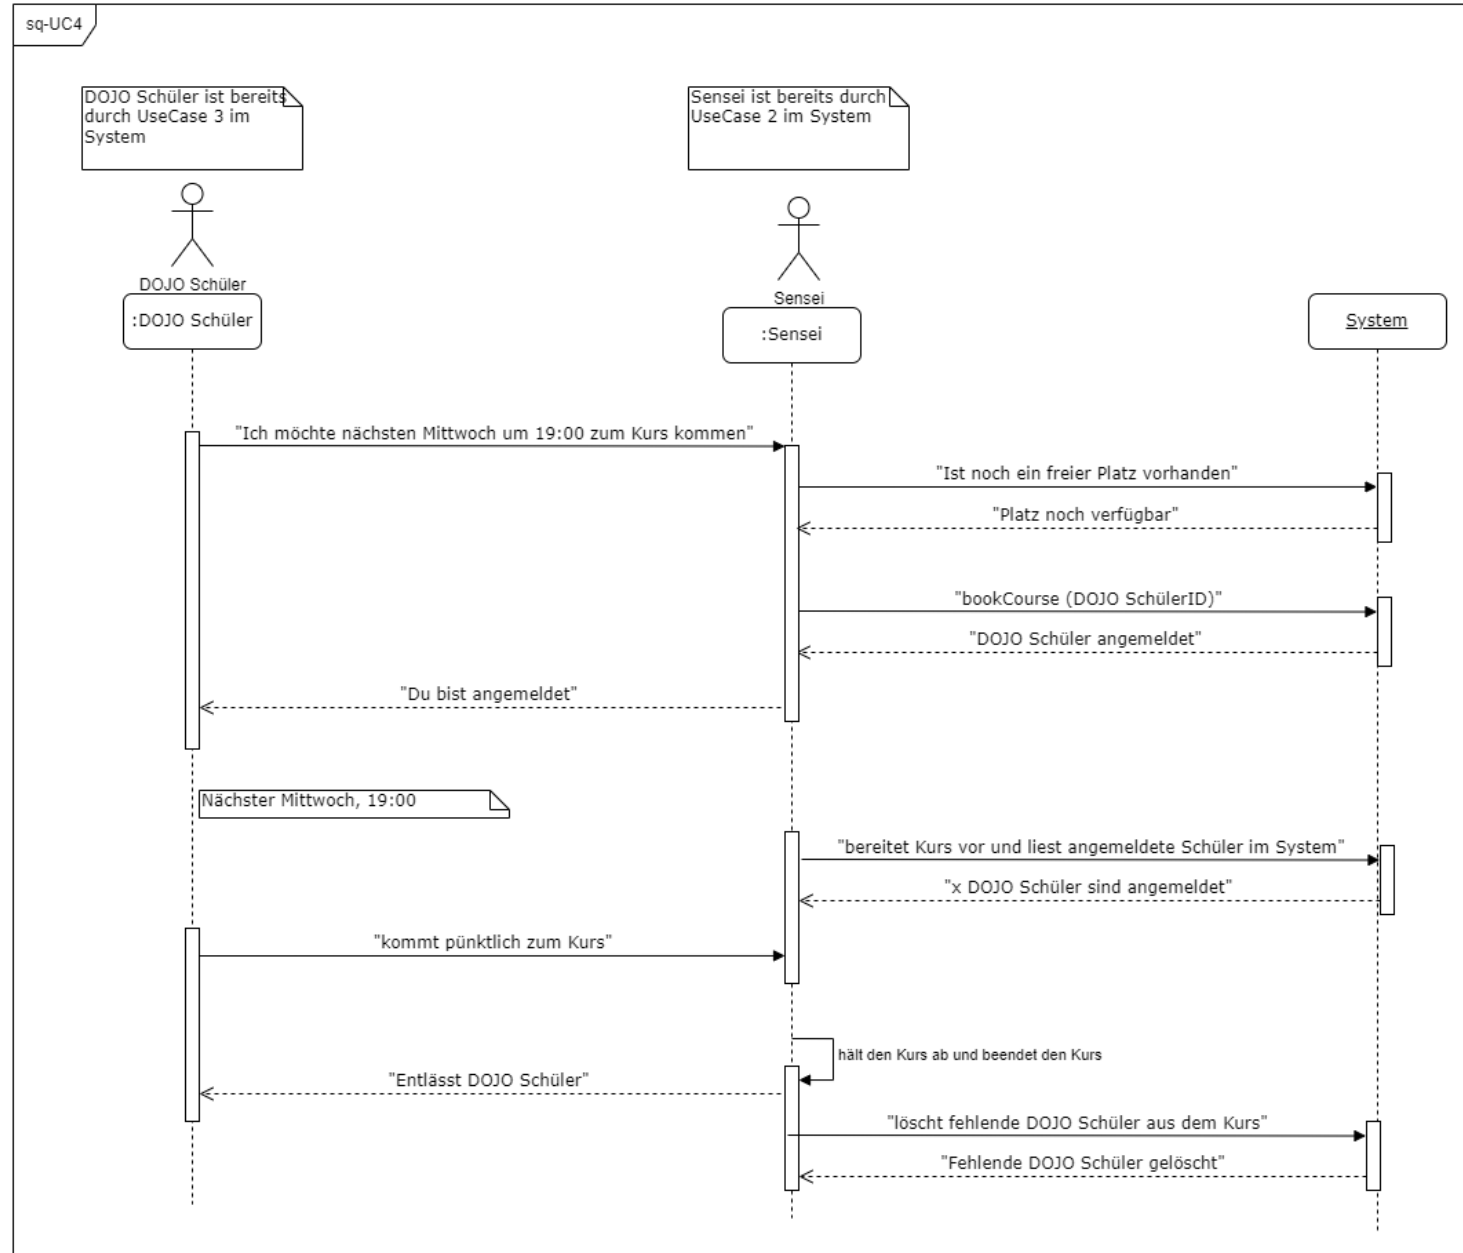 sq-UC4
DOJO Schüler ist bereits
durch UseCase 3 im
System
Sensei ist bereits durch
UseCase 2 im System
DOJO Schüler
:DOJO Schüler
Sensei
:Sensei
System
"Ich möchte nächsten Mittwoch um 19:00 zum Kurs kommen"
"Ist noch ein freier Platz vorhanden"
"Platz noch verfügbar"
"bookCourse (DOJO SchülerID)"
"DOJO Schüler angemeldet"
"Du bist angemeldet"
Nächster Mittwoch, 19:00
"bereitet Kurs vor und liest angemeldete Schüler im System"
"x DOJO Schüler sind angemeldet"
"kommt pünktlich zum Kurs"
hält den Kurs ab und beendet den Kurs
"Entlässt DOJO Schüler"
"löscht fehlende DOJO Schüler aus dem Kurs"
"Fehlende DOJO Schüler gelöscht"